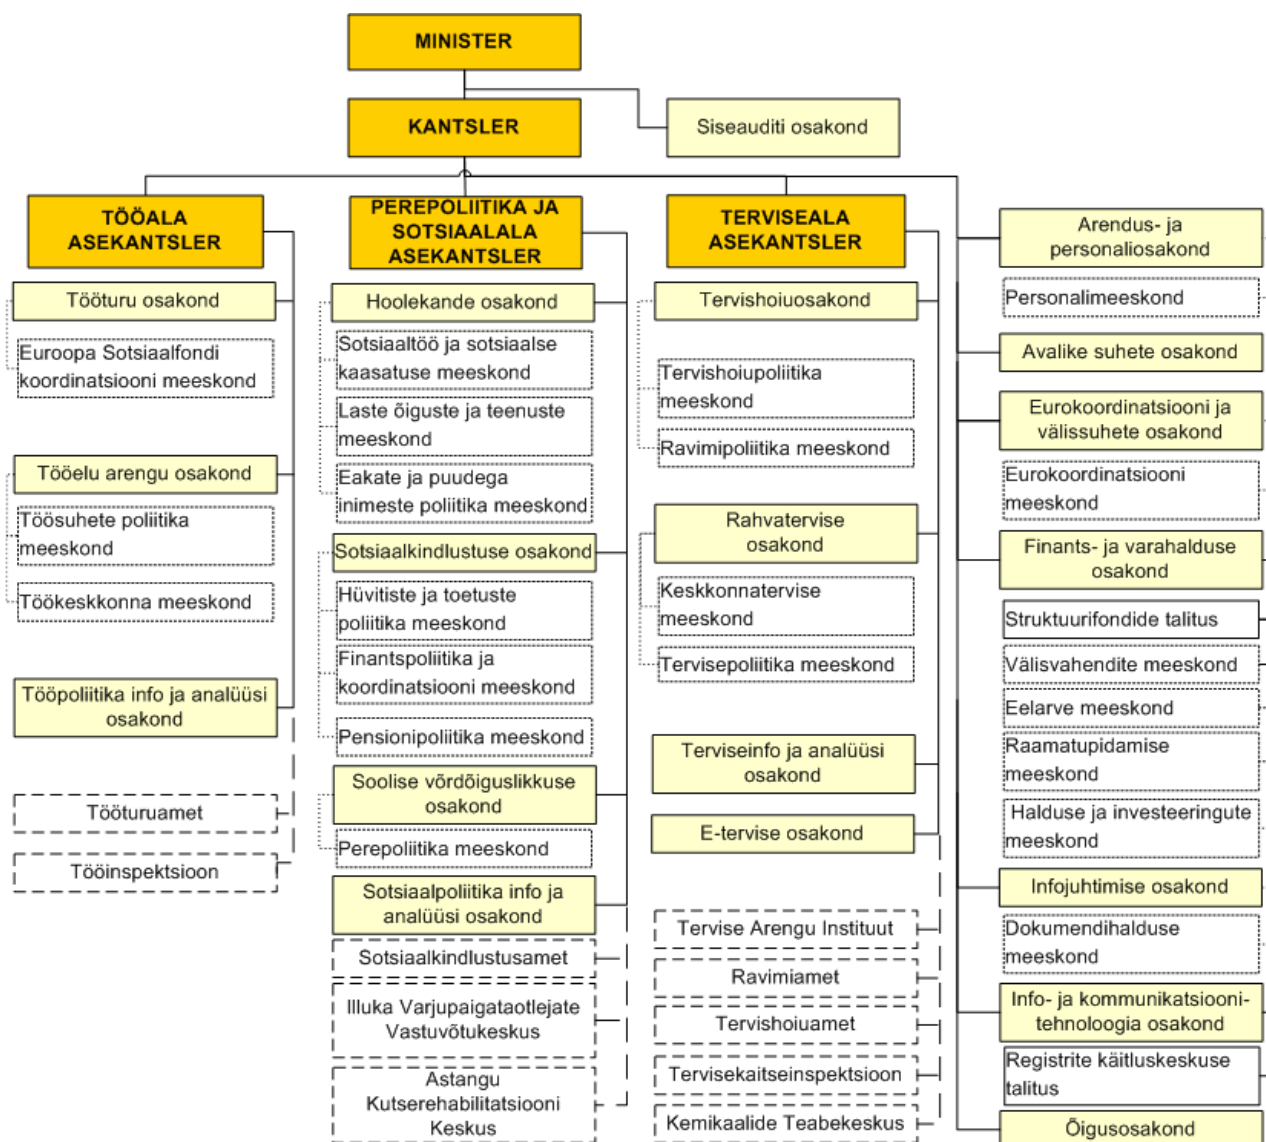 MINISTER
KANTSLER
Siseauditi osakond
TÖÖALA
ASEKANTSLER
Tööturu osakond
Euroopa Sotsiaalfondi
koordinatsiooni meeskond
Tööelu arengu osakond
Töösuhete poliitika
meeskond
Töökeskkonna meeskond
Tööpoliitika info ja analüüsi
osakond
Tööturuamet
Tööinspektsioon
PEREPOLIITIKA JA
SOTSIAALALA
ASEKANTSLER
Hoolekande osakond
Sotsiaaltöö ja sotsiaalse
kaasatuse meeskond
Laste õiguste ja teenuste
meeskond
Eakate ja puudega
inimeste poliitika meeskond
Sotsiaalkindlustuse osakond
Hüvitiste ja toetuste
poliitika meeskond
Finantspoliitika ja
koordinatsiooni meeskond
Pensionipoliitika meeskond
Soolise võrdõiguslikkuse
osakond
Perepoliitika meeskond
Sotsiaalpoliitika info ja
analüüsi osakond
Sotsiaalkindlustusamet
Illuka Varjupaigataotlejate
Vastuvõtukeskus
Astangu
Kutserehabilitatsiooni
Keskus
TERVISEALA
ASEKANTSLER
Tervishoiuosakond
Tervishoiupoliitika
meeskond
Ravimipoliitika meeskond
Rahvatervise
osakond
Keskkonnatervise
meeskond
Tervisepoliitika meeskond
Terviseinfo ja analüüsi
osakond
E-tervise osakond
Tervise Arengu Instituut
Ravimiamet
Tervishoiuamet
Tervisekaitseinspektsioon
Kemikaalide Teabekeskus
Arendus- ja
personaliosakond
Personalimeeskond
Avalike suhete osakond
Eurokoordinatsiooni ja
välissuhete osakond
Eurokoordinatsiooni
meeskond
Finants- ja varahalduse
osakond
Struktuurifondide talitus
Välisvahendite meeskond
Eelarve meeskond
Raamatupidamise
meeskond
Halduse ja investeeringute
meeskond
Infojuhtimise osakond
Dokumendihalduse
meeskond
Info- ja kommunikatsiooni-
tehnoloogia osakond
Registrite käitluskeskuse
talitus
Õigusosakond